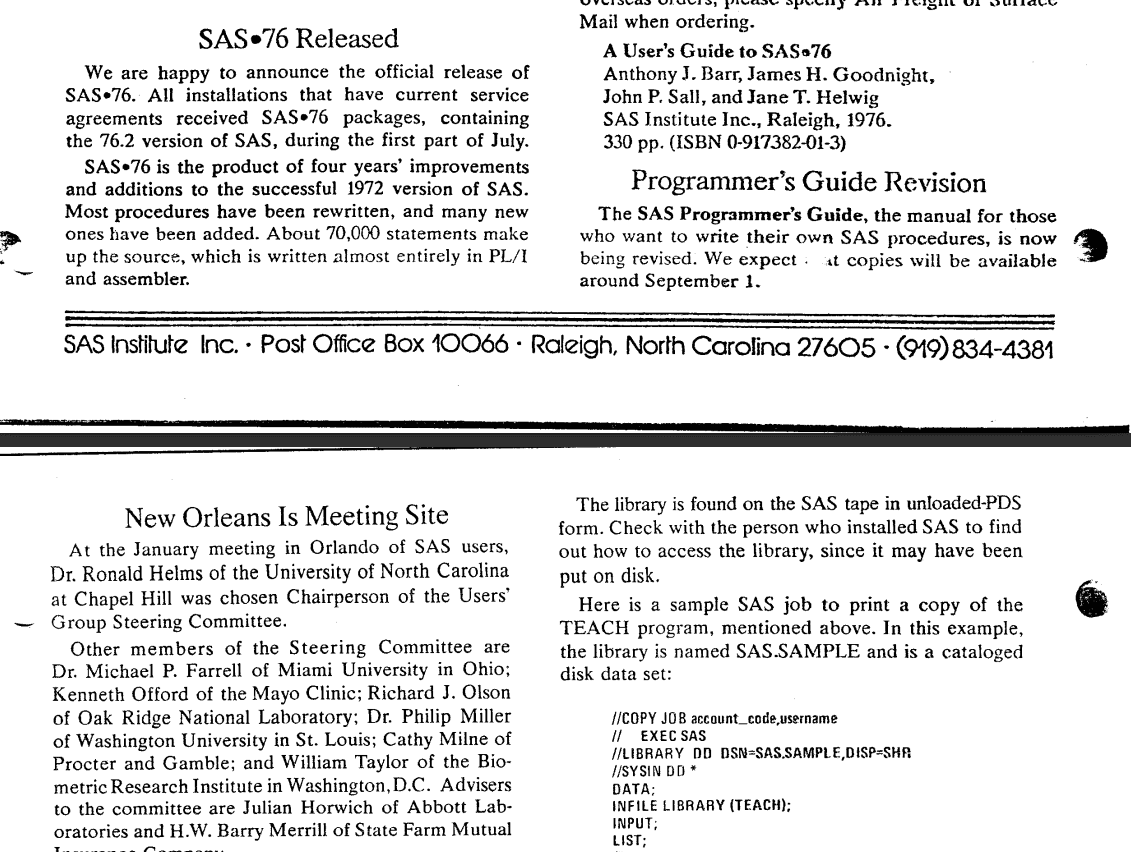 SAS•76 Released
We are happy to announce the official release of
SAS•76. All installations that have current service
agreements received SAS•76 packages, containing
the 76.2 version of SAS, during the first part of July.
SAS•76 is the product of four years' improvements
and additions to the successful 1972 version of SAS.
Most procedures have been rewritten, and many new
ones have been added. About 70,000 statements make
up the source, which is written almost entirely in PL/I
and assembler.
overseas orders, please specify Air Freight or Surface
Mail when ordering.
A User's Guide to SAS•76
Anthony J. Barr, James H. Goodnight,
John P. Sall, and Jane T. Helwig
SAS Institute Inc., Raleigh, 1976.
330 pp. (ISBN 0-917382-01-3)
Programmer's Guide Revision
The SAS Programmer's Guide, the manual for those
who want to write their own SAS procedures, is now
being revised. We expect copies will be available
around September 1.
SAS Institute Inc. · Post Office Box 10066 · Raleigh, North Carolina 27605 · (919) 834-4381
New Orleans Is Meeting Site
At the January meeting in Orlando of SAS users,
Dr. Ronald Helms of the University of North Carolina
at Chapel Hill was chosen Chairperson of the Users'
Group Steering Committee.
Other members of the Steering Committee are
Dr. Michael P. Farrell of Miami University in Ohio;
Kenneth Offord of the Mayo Clinic; Richard J. Olson
of Oak Ridge National Laboratory; Dr. Philip Miller
of Washington University in St. Louis; Cathy Milne of
Procter and Gamble; and William Taylor of the Bio-
metric Research Institute in Washington, D.C. Advisers
to the committee are Julian Horwich of Abbott Lab-
oratories and H.W. Barry Merrill of State Farm Mutual
Insurance Company.
The library is found on the SAS tape in unloaded-PDS
form. Check with the person who installed SAS to find
out how to access the library, since it may have been
put on disk.
Here is a sample SAS job to print a copy of the
TEACH program, mentioned above. In this example,
the library is named SAS.SAMPLE and is a cataloged
disk data set:
//COPY JOB account_code,username
// EXEC SAS
//LIBRARY DD DSN=SAS.SAMPLE,DISP=SHR
//SYSIN DD *
DATA;
INFILE LIBRARY (TEACH);
INPUT;
LIST;